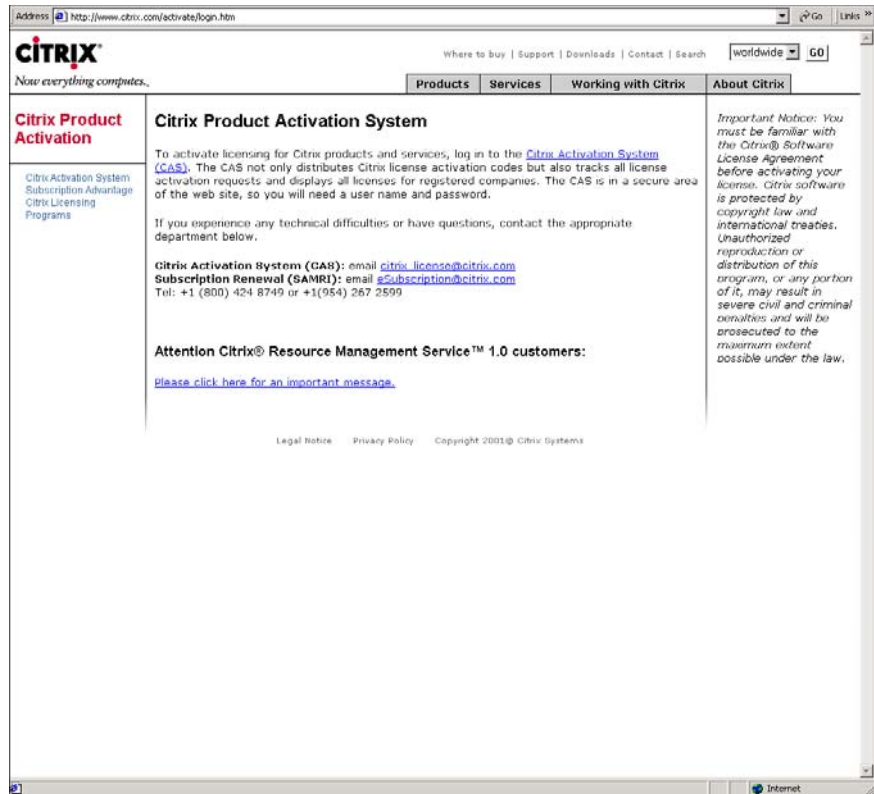 Address http://www.citrix.com/activate/login.htm Go Links »
CİTRIX®
Where to buy | Support | Downloads | Contact | Search
worldwide GO
Now everything computes.
Products Services Working with Citrix About Citrix
Citrix Product
Activation
Citrix Activation System
Subscription Advantage
Citrix Licensing
Programs
Citrix Product Activation System
To activate licensing for Citrix products and services, log in to the Citrix Activation System
(CAS). The CAS not only distributes Citrix license activation codes but also tracks all license
activation requests and displays all licenses for registered companies. The CAS is in a secure area
of the web site, so you will need a user name and password.
If you experience any technical difficulties or have questions, contact the appropriate
department below.
Citrix Activation System (CAS): email citrix_license@citrix.com
Subscription Renewal (SAMRI): email eSubscription@citrix.com
Tel: +1 (800) 424 8749 or +1(954) 267 2599
Attention Citrix® Resource Management Service™ 1.0 customers:
Please click here for an important message.
Important Notice: You
must be familiar with
the Citrix® Software
License Agreement
before activating your
license. Citrix software
is protected by
copyright law and
international treaties.
Unauthorized
reproduction or
distribution of this
program, or any portion
of it, may result in
severe civil and criminal
penalties and will be
prosecuted to the
maximum extent
possible under the law.
Legal Notice Privacy Policy Copyright 2001@ Citrix Systems
Internet